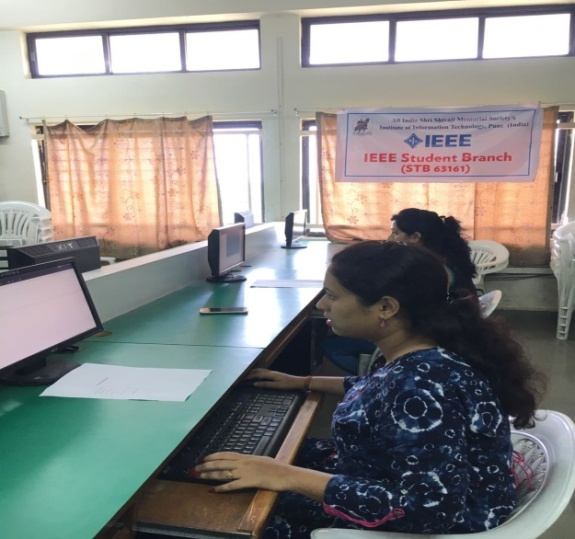 All India Shri Shivaji Memorial Society's
Institute of Information Technology, Pune (India)
IEEE
IEEE Student Branch
(STB 63161)